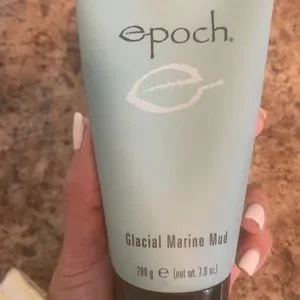 epoch®
Glacial Marine Mud
200 g ℮ (net wt. 7.0 oz.)